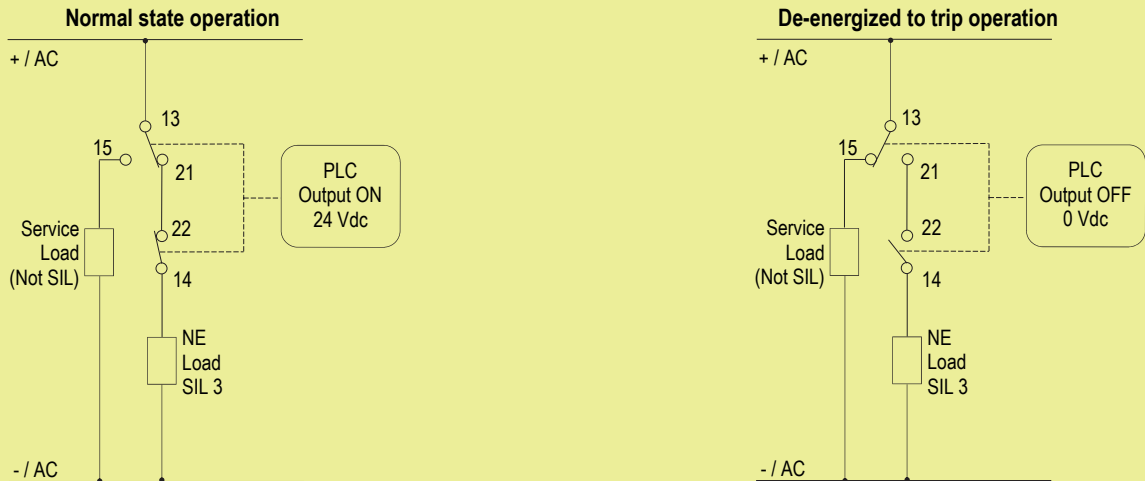 Normal state operation
+ / AC
13
15
21
PLC
Output ON
24 Vdc
Service
Load
(Not SIL)
22
14
NE
Load
SIL 3
- / AC
De-energized to trip operation
+ / AC
13
15
21
PLC
Output OFF
0 Vdc
Service
Load
(Not SIL)
22
14
NE
Load
SIL 3
- / AC